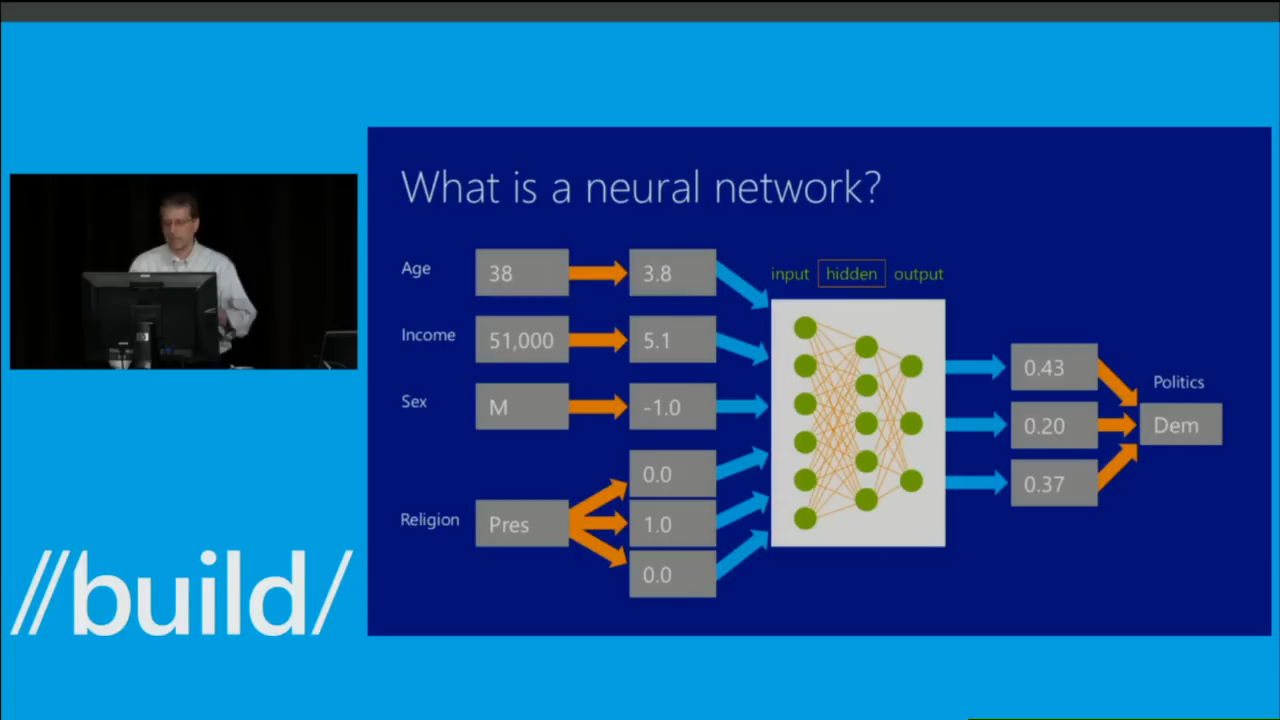 What is a neural network?
Age 38 3.8
input hidden output
Income 51,000 5.1
Sex M -1.0
0.0
Religion Pres 1.0
0.0
0.43
0.20
0.37
Politics
Dem
//build/